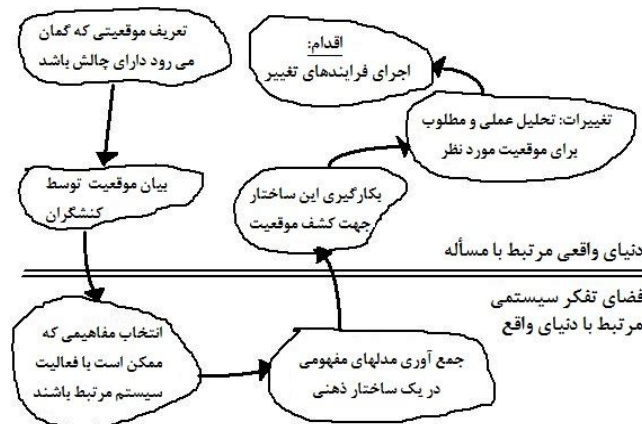 تعریف موقعیتی که گمان
می رود دارای چالش باشد
بیان موقعیت توسط
کنشگران
انتخاب مفاهیمی که
ممکن است با فعالیت
سیستم مرتبط باشند
جمع آوری مدلهای مفهومی
در یک ساختار ذهنی
بکارگیری این ساختار
جهت کشف موقعیت
تغییرات: تحلیل عملی و مطلوب
برای موقعیت مورد نظر
اقدام:
اجرای فرایندهای تغییر
دنیای واقعی مرتبط با مسأله
فضای تفکر سیستمی
مرتبط با دنیای واقع